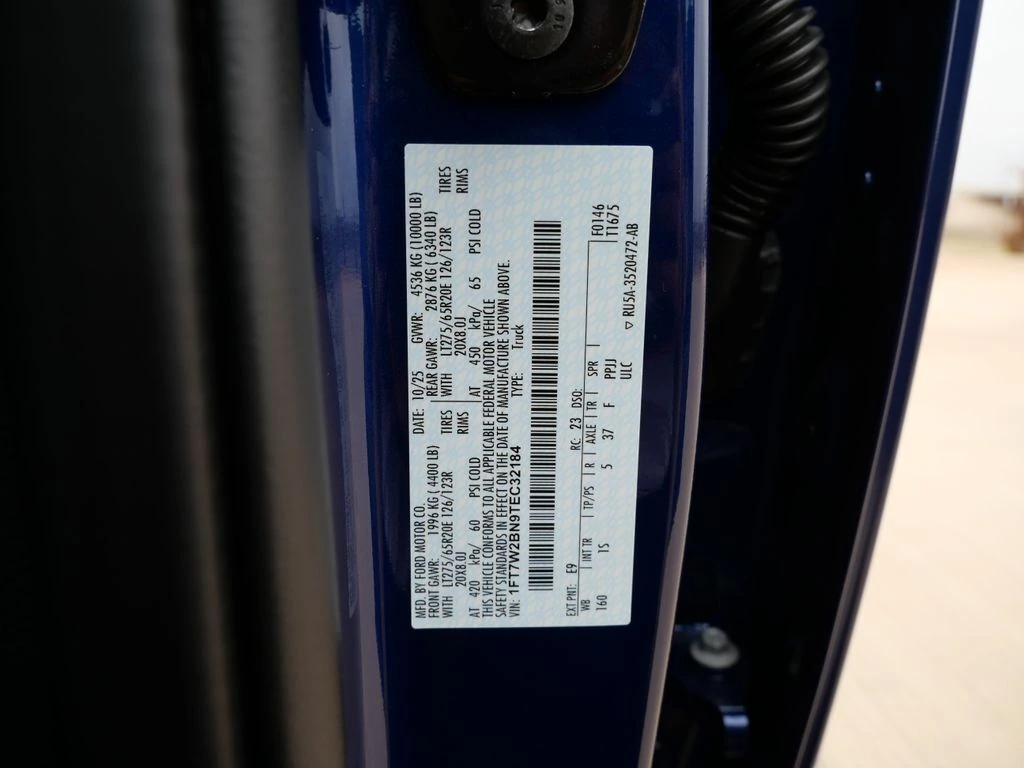 MFD. BY FORD MOTOR CO. DATE: 10/25 GVWR: 4536 KG (10000 LB)
FRONT GAWR: 1996 KG (4400 LB) REAR GAWR: 2876 KG (6340 LB)
WITH LT275/65R20E 126/123R TIRES WITH LT275/65R20E 126/123R TIRES
20X8.0J RIMS 20X8.0J RIMS
AT 420 kPa/ 60 PSI COLD AT 450 kPa/ 65 PSI COLD
THIS VEHICLE CONFORMS TO ALL APPLICABLE FEDERAL MOTOR VEHICLE
SAFETY STANDARDS IN EFFECT ON THE DATE OF MANUFACTURE SHOWN ABOVE.
VIN: 1FT7W2BN9TEC32184 TYPE: Truck
F0146
T1675
EXT PNT: E9 RC: 23 DSO:
WB INT TR TP/PS R AXLE TR SPR
160 1S 5 37 F PPJJ
ULC
▽ RU5A-3520472-AB